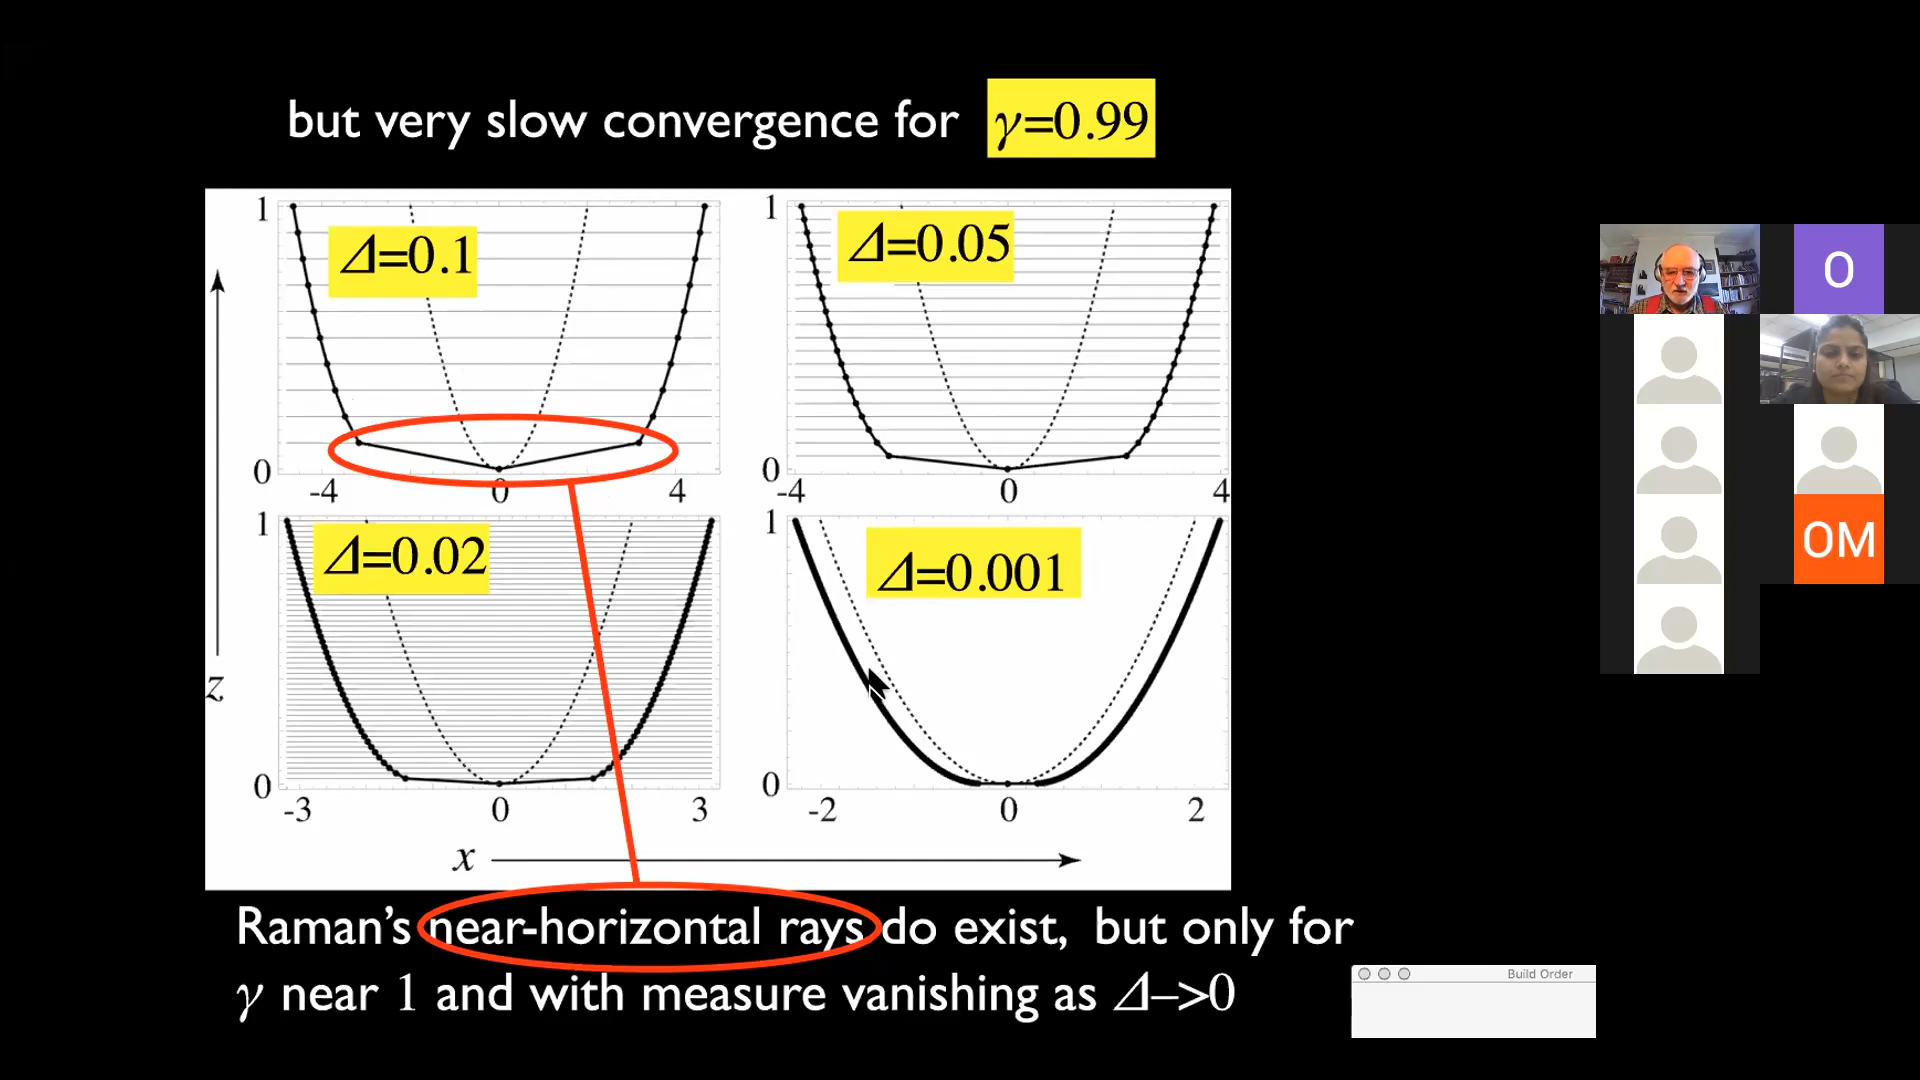 but very slow convergence for γ=0.99
1
Δ=0.1
0
-4
0
4
1
Δ=0.05
0
-4
0
4
1
Δ=0.02
0
-3
0
3
1
Δ=0.001
0
-2
0
2
z
x
Raman's near-horizontal rays do exist, but only for
γ near 1 and with measure vanishing as Δ–>0
Build Order
O
OM